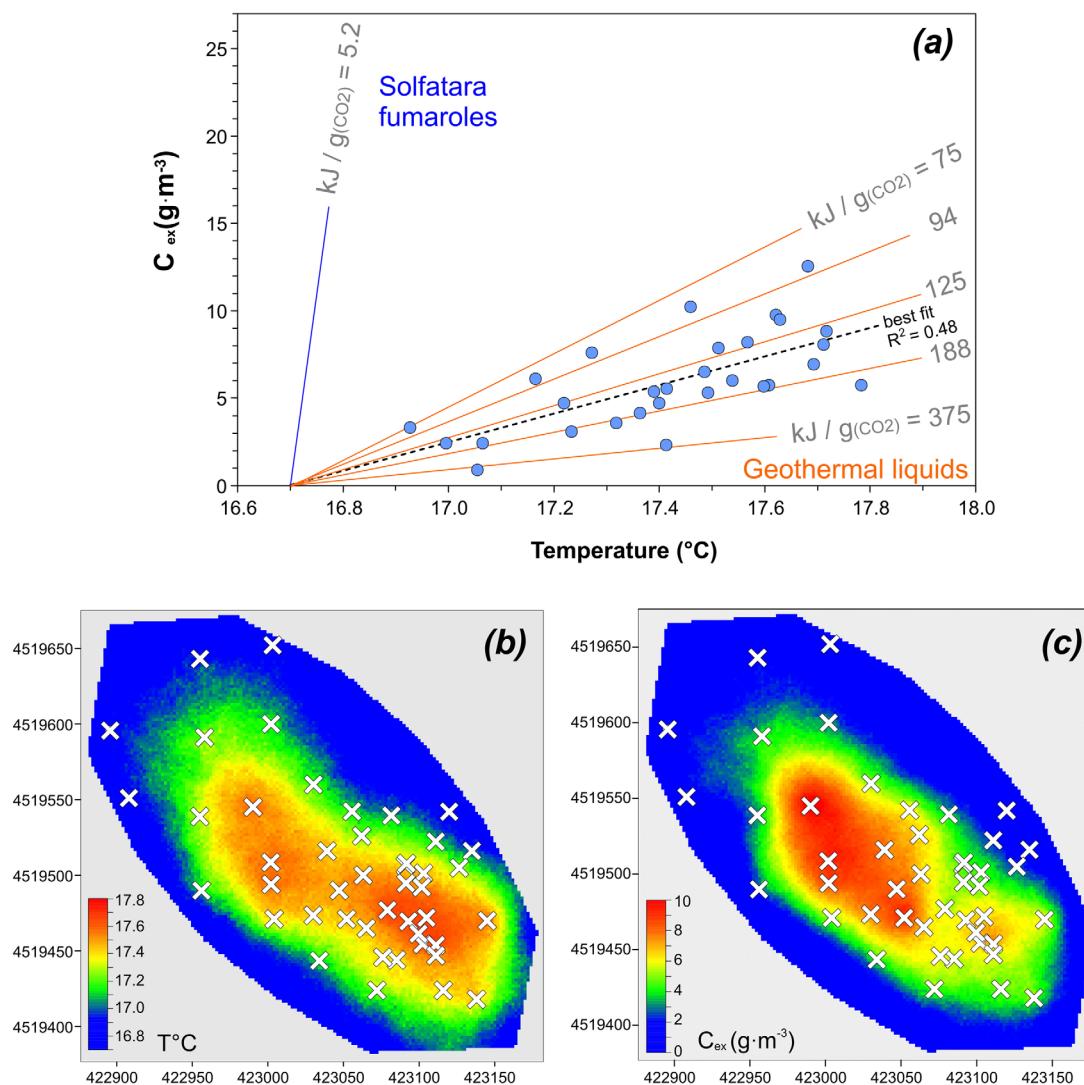 (a)
25
20
15
10
5
0
C ex(g·m-3)
kJ / g(CO2) = 5.2
Solfatara
fumaroles
kJ / g(CO2) = 75
94
125
best fit
R2 = 0.48
188
kJ / g(CO2) = 375
Geothermal liquids
16.6 16.8 17.0 17.2 17.4 17.6 17.8 18.0
Temperature (°C)
(b)
4519650
4519600
4519550
4519500
4519450
4519400
17.8
17.6
17.4
17.2
17.0
16.8
T°C
422900 422950 423000 423050 423100 423150
(c)
4519650
4519600
4519550
4519500
4519450
4519400
10
8
6
4
2
0
Cex (g·m-3)
422900 422950 423000 423050 423100 423150